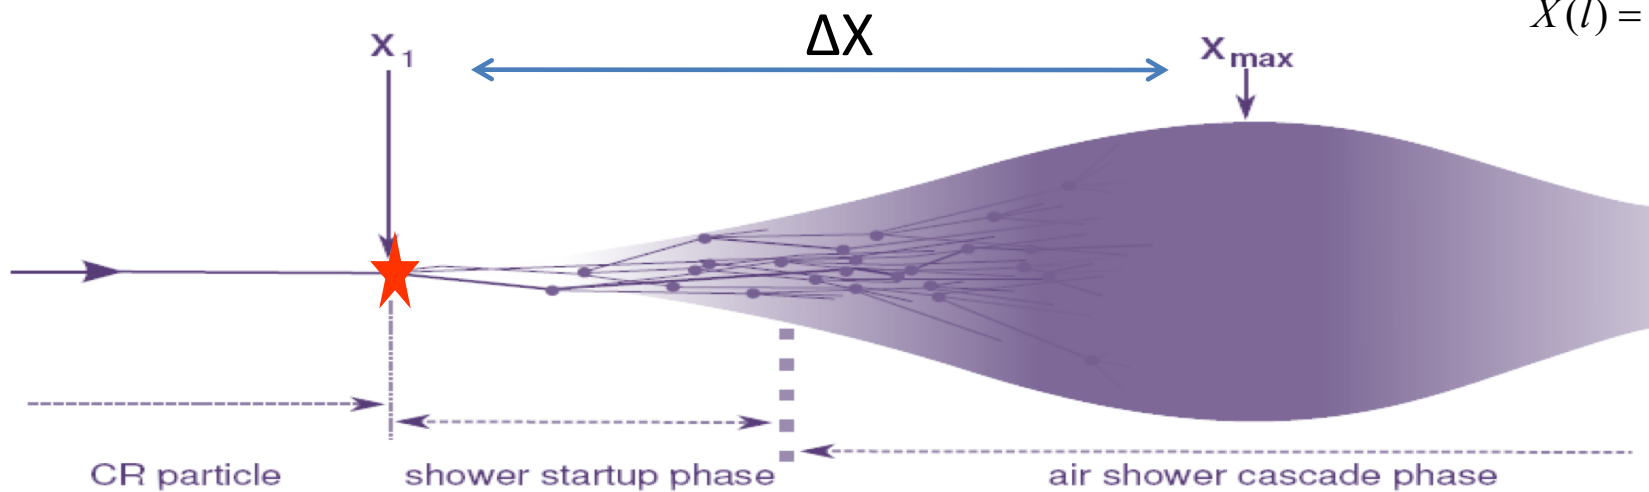 X(l) =
ΔX
X1
Xmax
CR particle
shower startup phase
air shower cascade phase